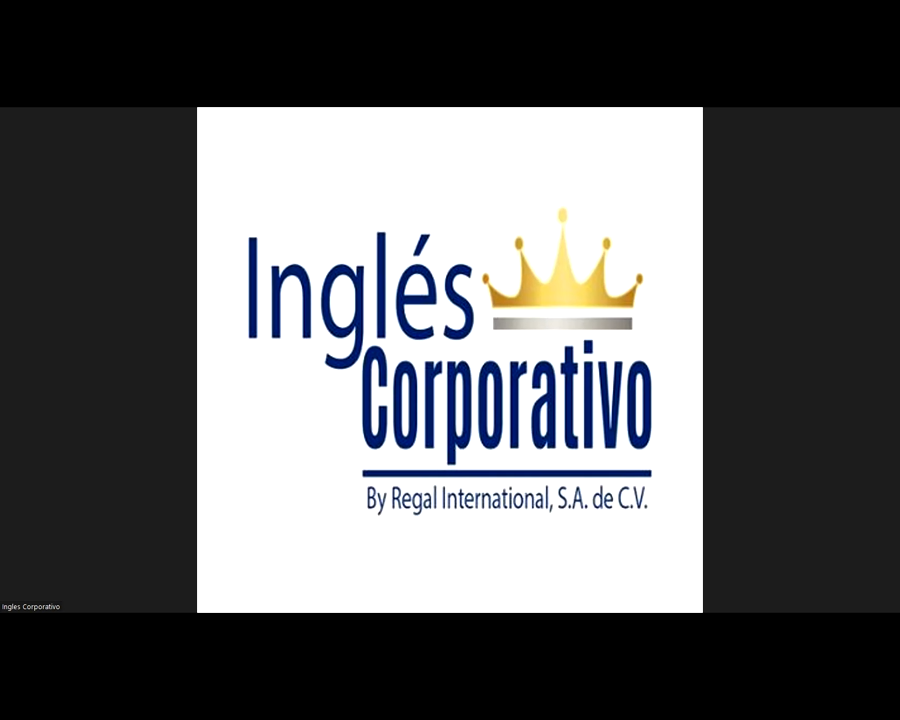 Inglés
Corporativo
By Regal International, S.A. de C.V.
Ingles Corporativo